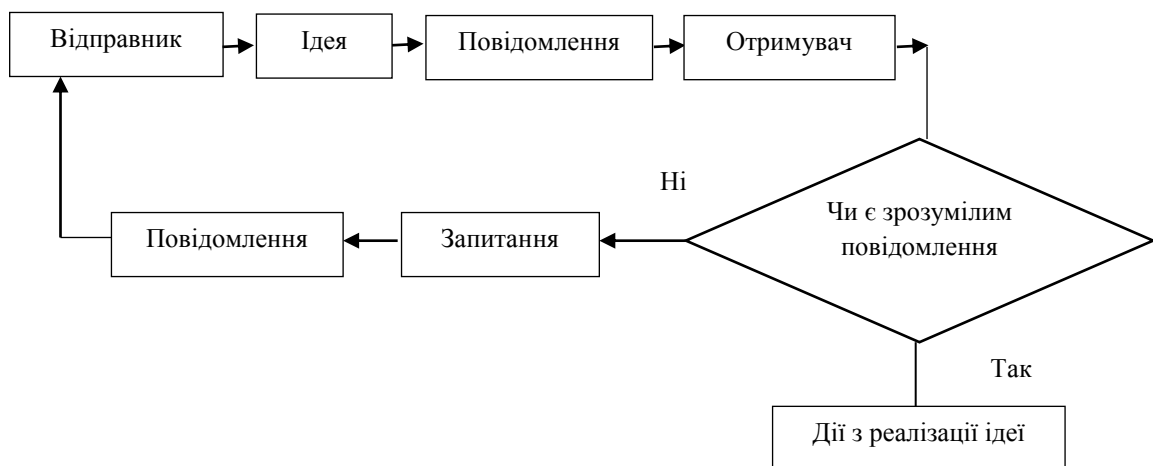 Відправник
Ідея
Повідомлення
Отримувач
Ні
Чи є зрозумілим
повідомлення
Запитання
Повідомлення
Так
Дії з реалізації ідеї